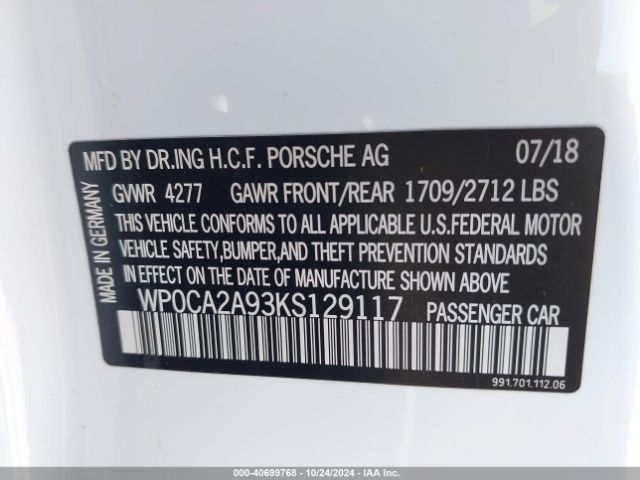 MFD BY DR.ING H.C.F. PORSCHE AG 07/18
GVWR 4277 GAWR FRONT/REAR 1709/2712 LBS
THIS VEHICLE CONFORMS TO ALL APPLICABLE U.S.FEDERAL MOTOR
VEHICLE SAFETY,BUMPER,AND THEFT PREVENTION STANDARDS
IN EFFECT ON THE DATE OF MANUFACTURE SHOWN ABOVE.
WP0CA2A93KS129117 PASSENGER CAR
991.701.112.06
MADE IN GERMANY
000-40699768 - 10/24/2024 - IAA, Inc.